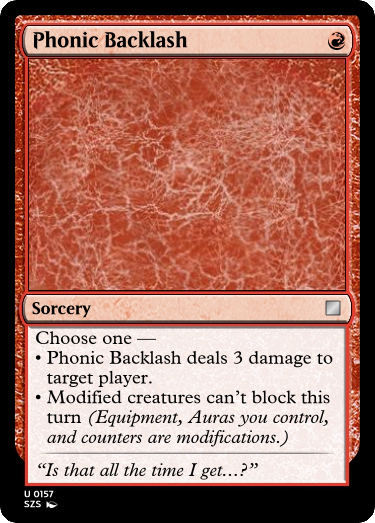 Phonic Backlash
Sorcery
Choose one —
• Phonic Backlash deals 3 damage to
target player.
• Modified creatures can't block this
turn (Equipment, Auras you control,
and counters are modifications.)
"Is that all the time I get...?"
U 0157
SZS